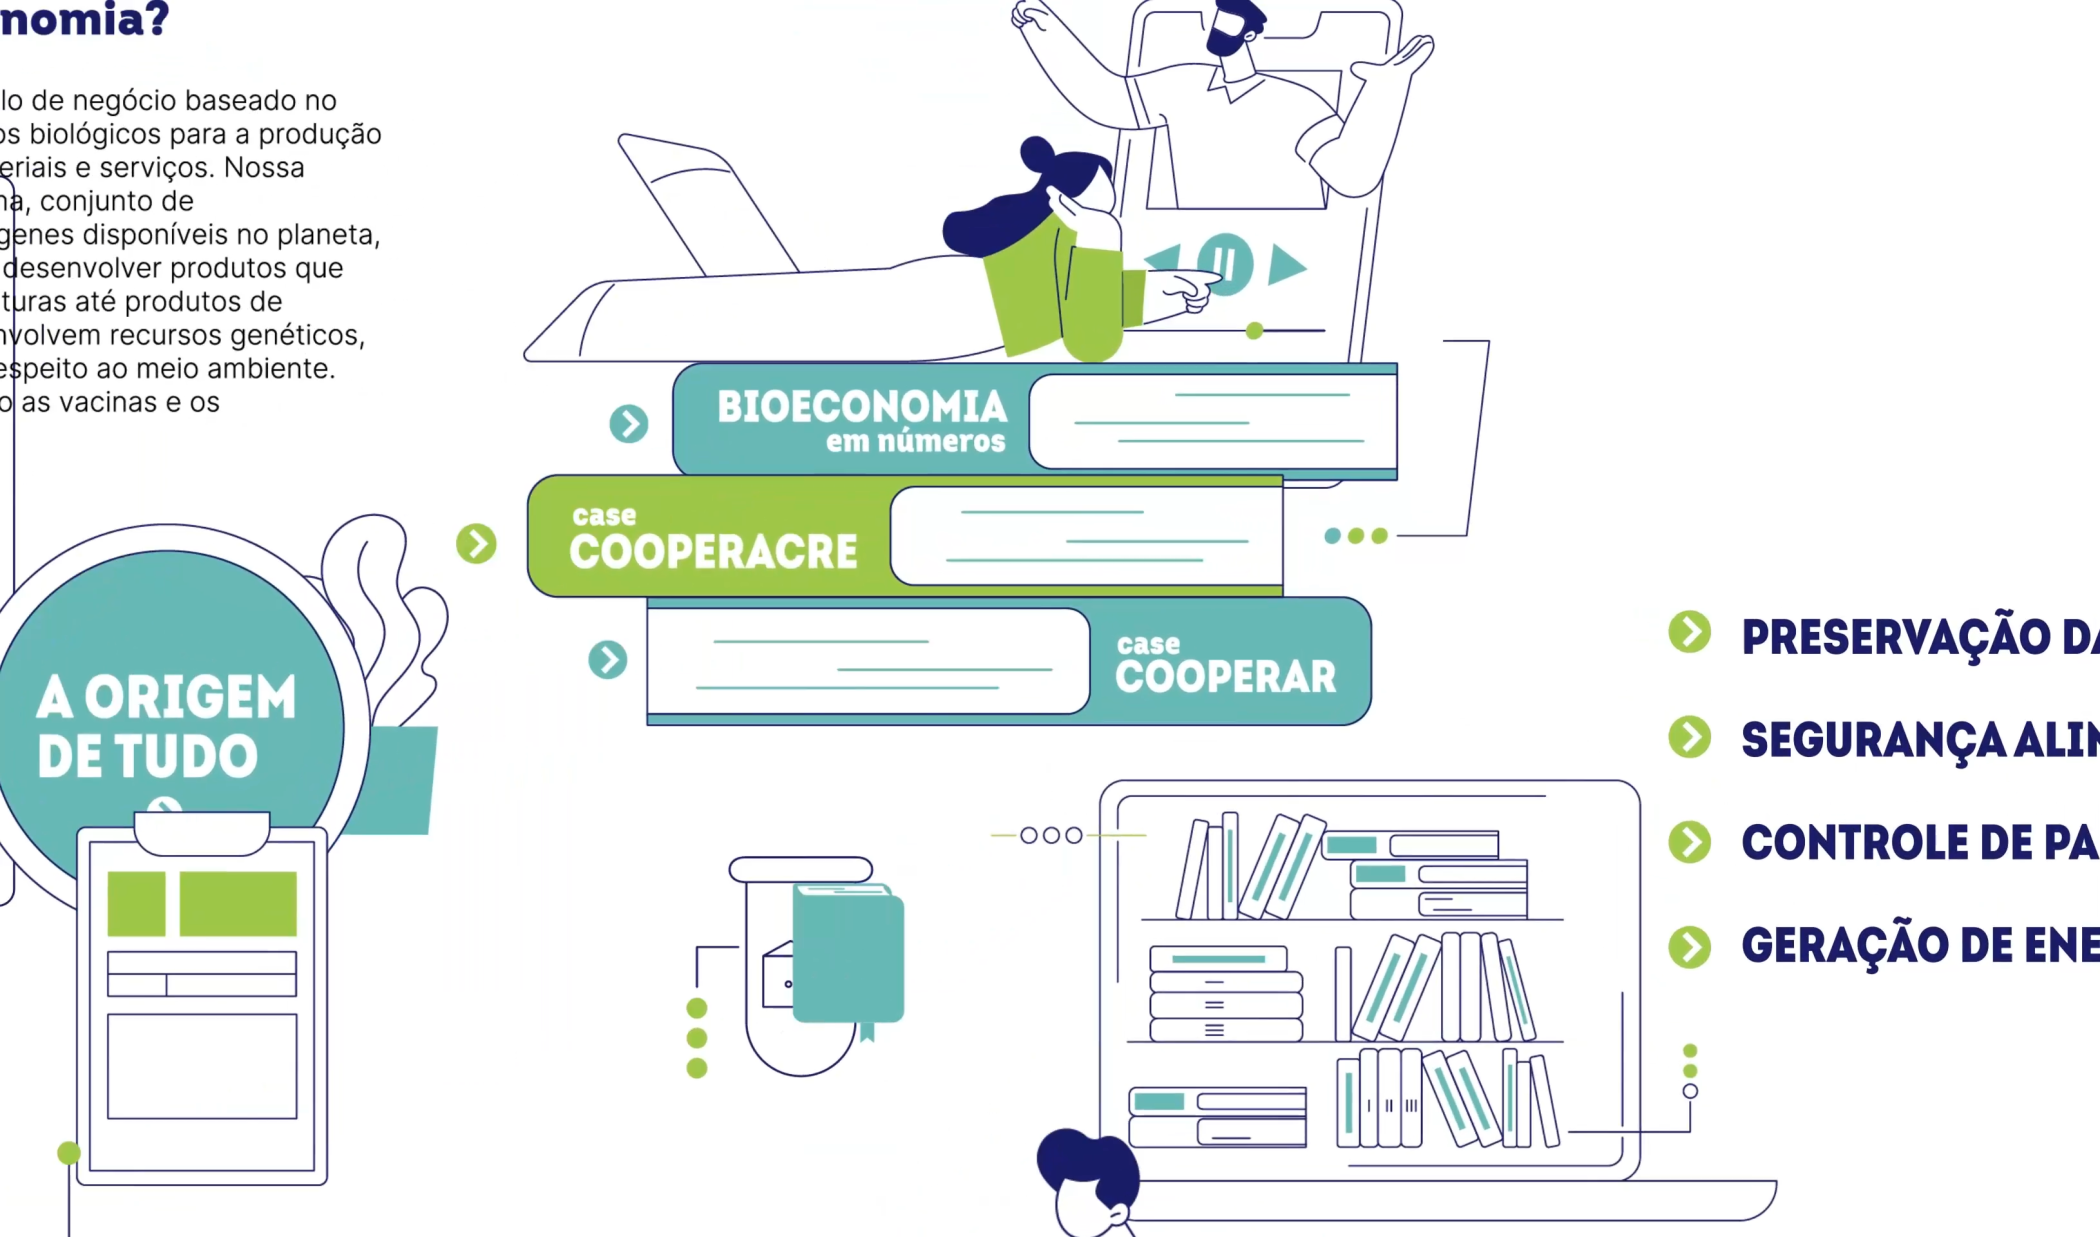 nomia?
lo de negócio baseado no
os biológicos para a produção
eriais e serviços. Nossa
na, conjunto de
genes disponíveis no planeta,
desenvolver produtos que
turas até produtos de
nvolvem recursos genéticos,
espeito ao meio ambiente.
o as vacinas e os
BIOECONOMIA
em números
case
COOPERACRE
case
COOPERAR
A ORIGEM
DE TUDO
PRESERVAÇÃO DA
SEGURANÇA ALIM
CONTROLE DE PA
GERAÇÃO DE ENE
I II III